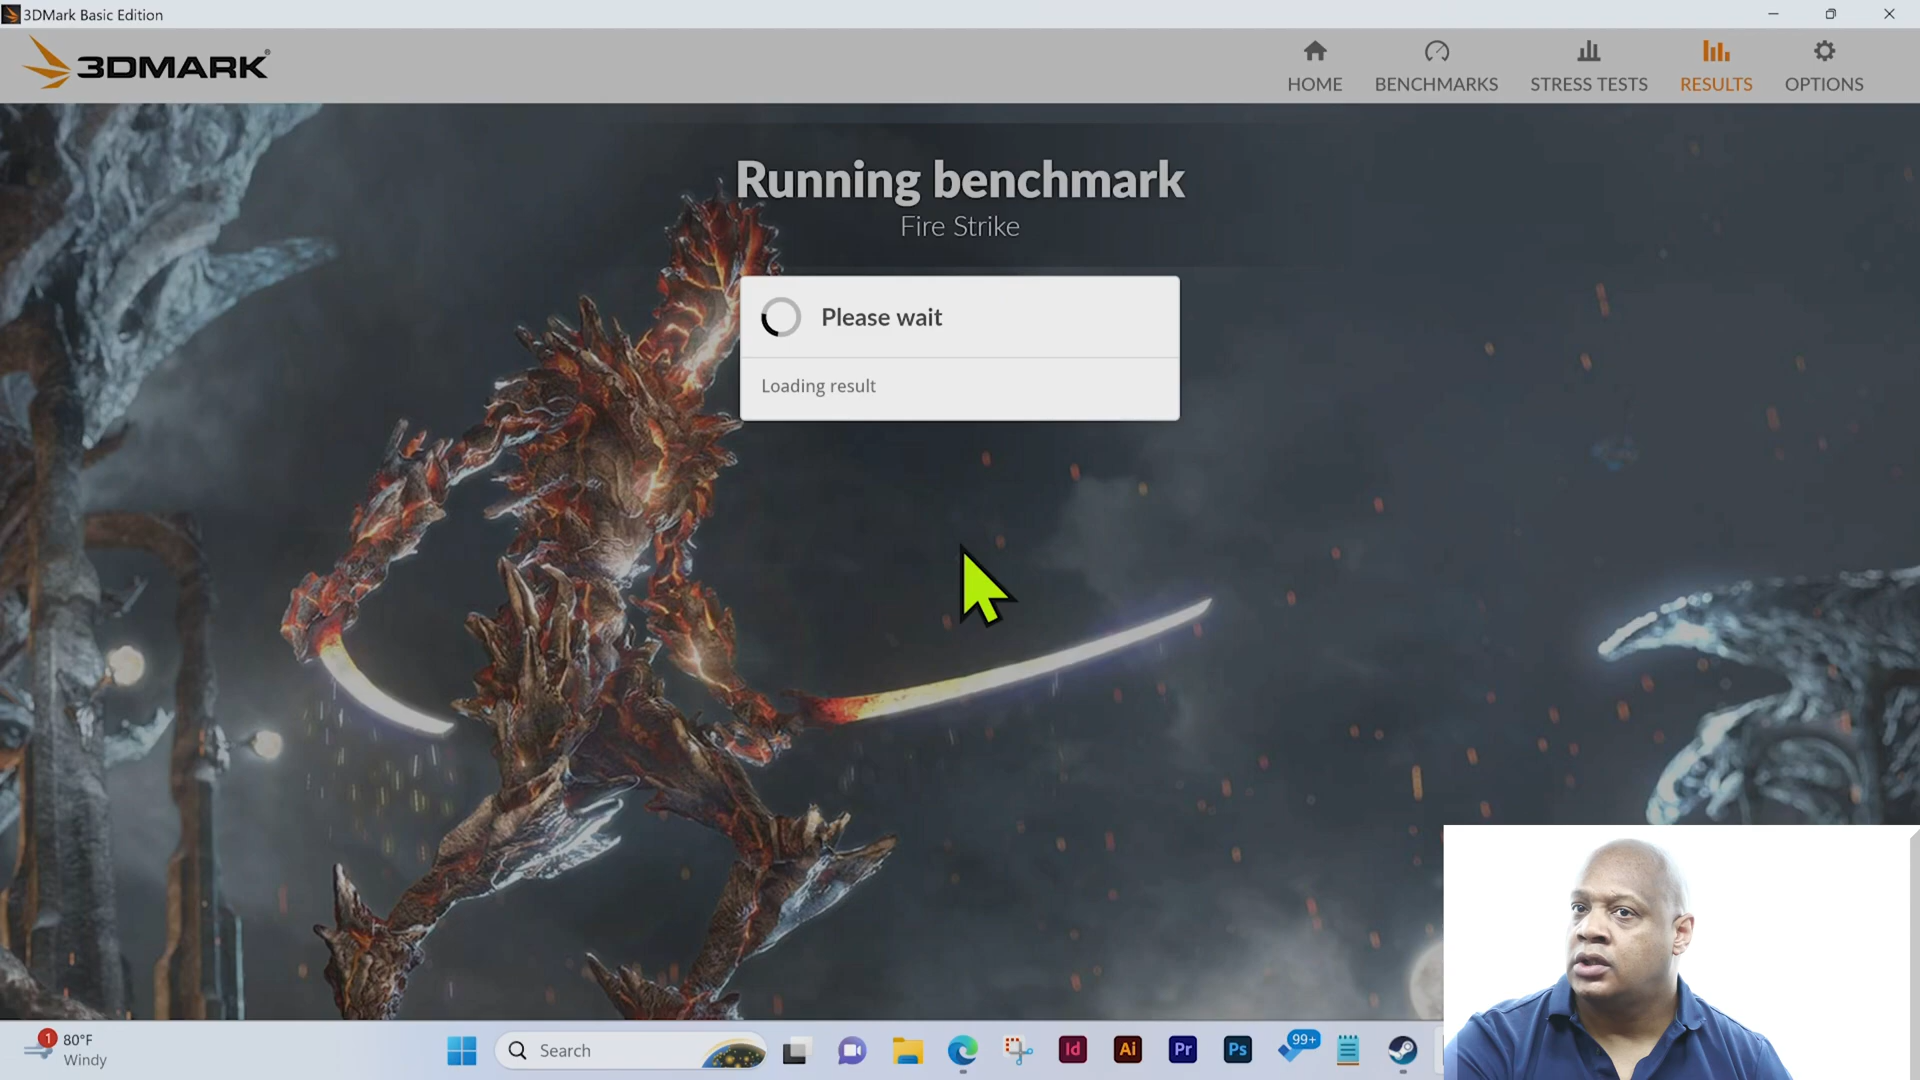 3DMark Basic Edition
3DMARK®
HOME
BENCHMARKS
STRESS TESTS
RESULTS
OPTIONS
Running benchmark
Fire Strike
Please wait
Loading result
1
80°F
Windy
Search
Id
Ai
Pr
Ps
99+